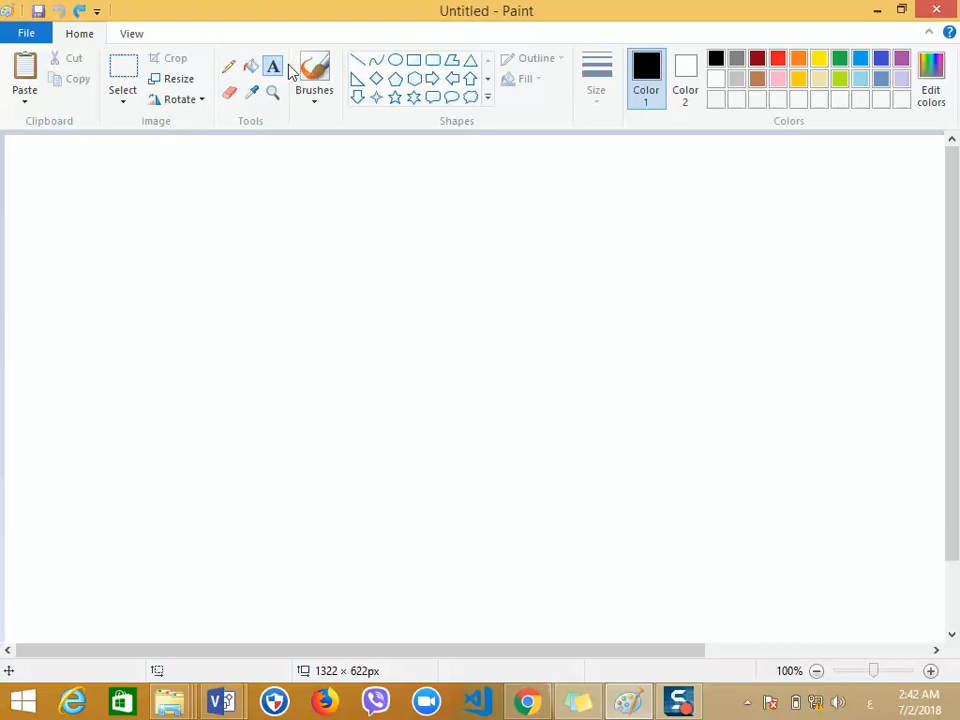 Untitled - Paint
File Home View
Paste
Cut
Copy
Clipboard
Select
Crop
Resize
Rotate
Image
A
Tools
Brushes
Shapes
Outline
Fill
Size
Color 1
Color 2
Colors
Edit colors
1322 × 622px
100%
ع
2:42 AM
7/2/2018